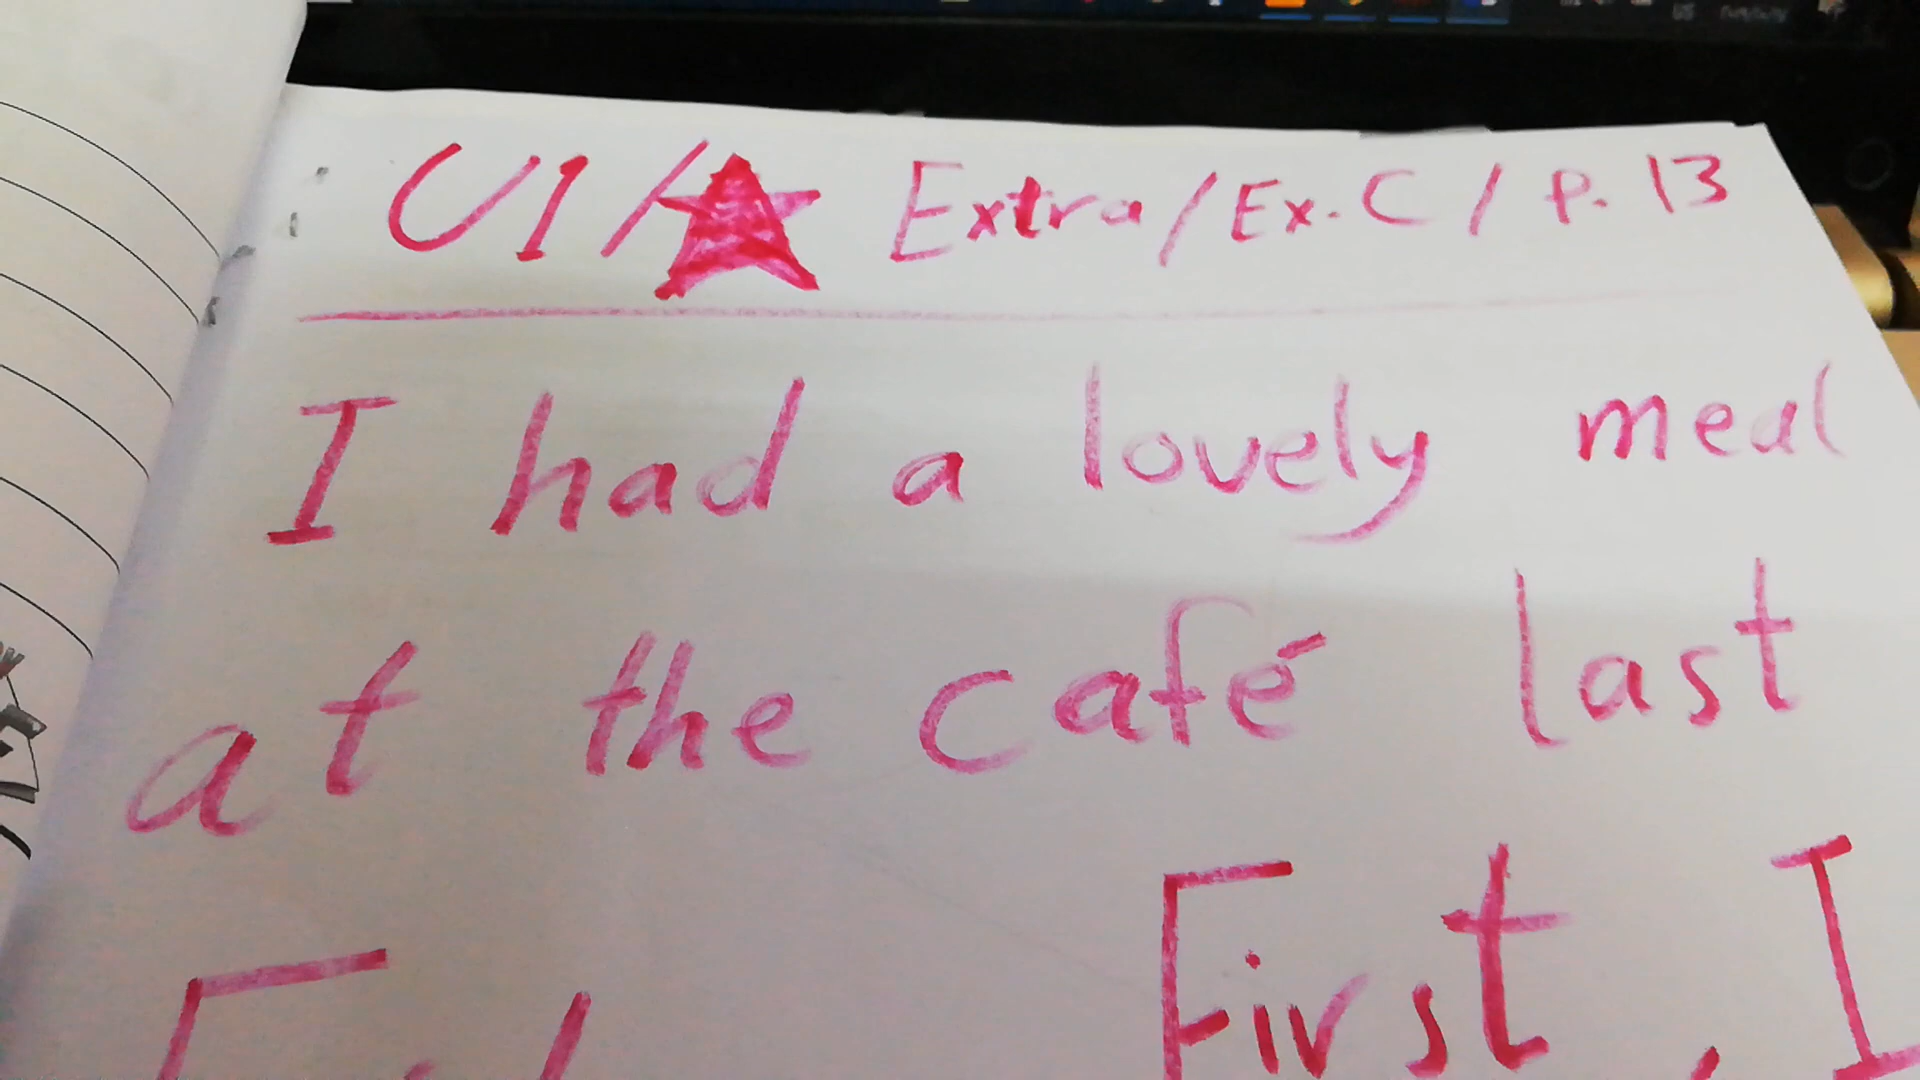 U1/★ Extra/Ex. C / P. 13
I had a lovely meal
at the café last
First, I